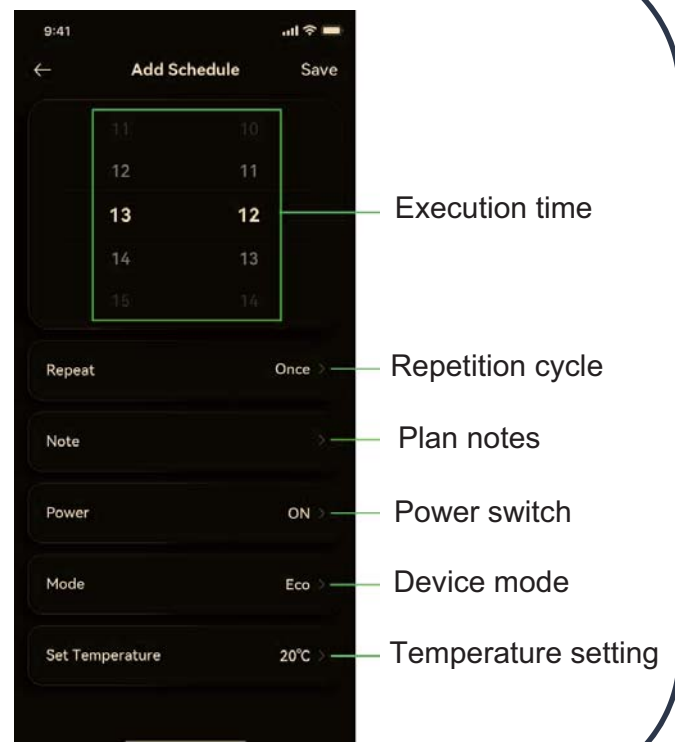 9:41
Add Schedule Save
11 10
12 11
13 12
14 13
15 14
Execution time
Repeat Once
Repetition cycle
Note
Plan notes
Power ON
Power switch
Mode Eco
Device mode
Set Temperature 20°C
Temperature setting